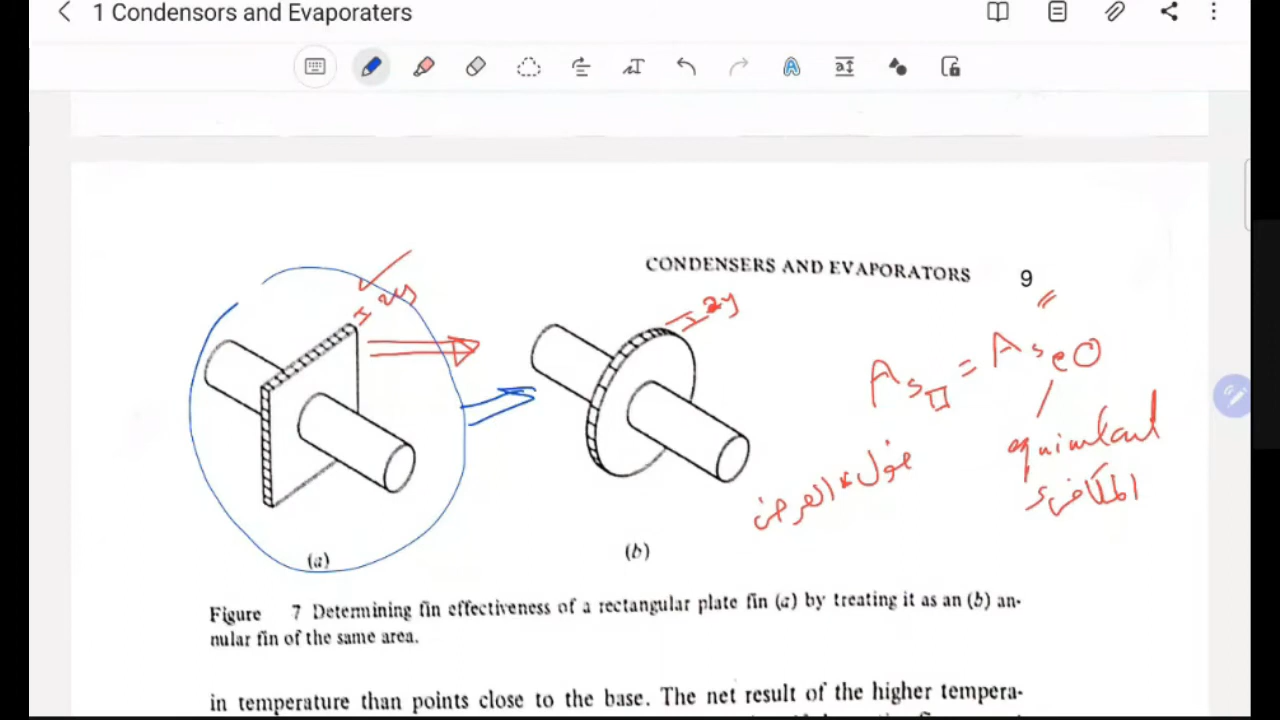 1 Condensors and Evaporaters
CONDENSERS AND EVAPORATORS 9
2y
2y
As□ = Ase○
equivelant
المكافئ
طول * العرض
(a)
(b)
Figure 7 Determining fin effectiveness of a rectangular plate fin (a) by treating it as an (b) an-
nular fin of the same area.
in temperature than points close to the base. The net result of the higher tempera-